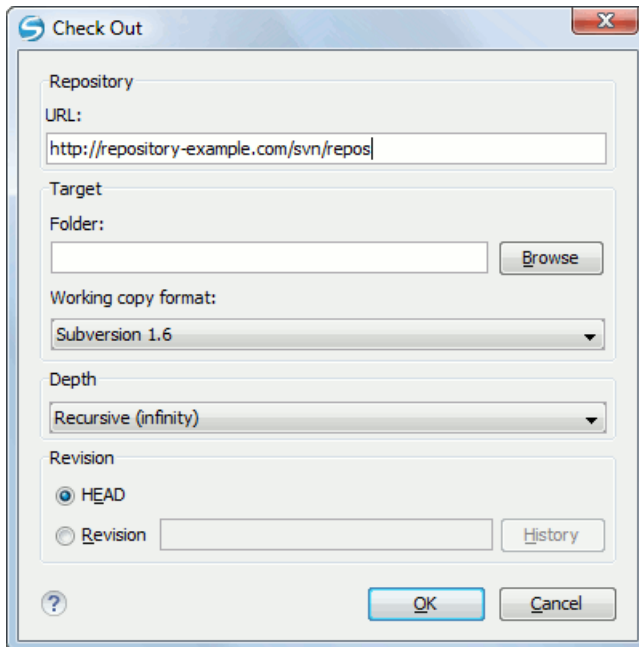 Check Out
Repository
URL:
http://repository-example.com/svn/repos
Target
Folder:
Browse
Working copy format:
Subversion 1.6
Depth
Recursive (infinity)
Revision
HEAD
Revision
History
?
OK
Cancel